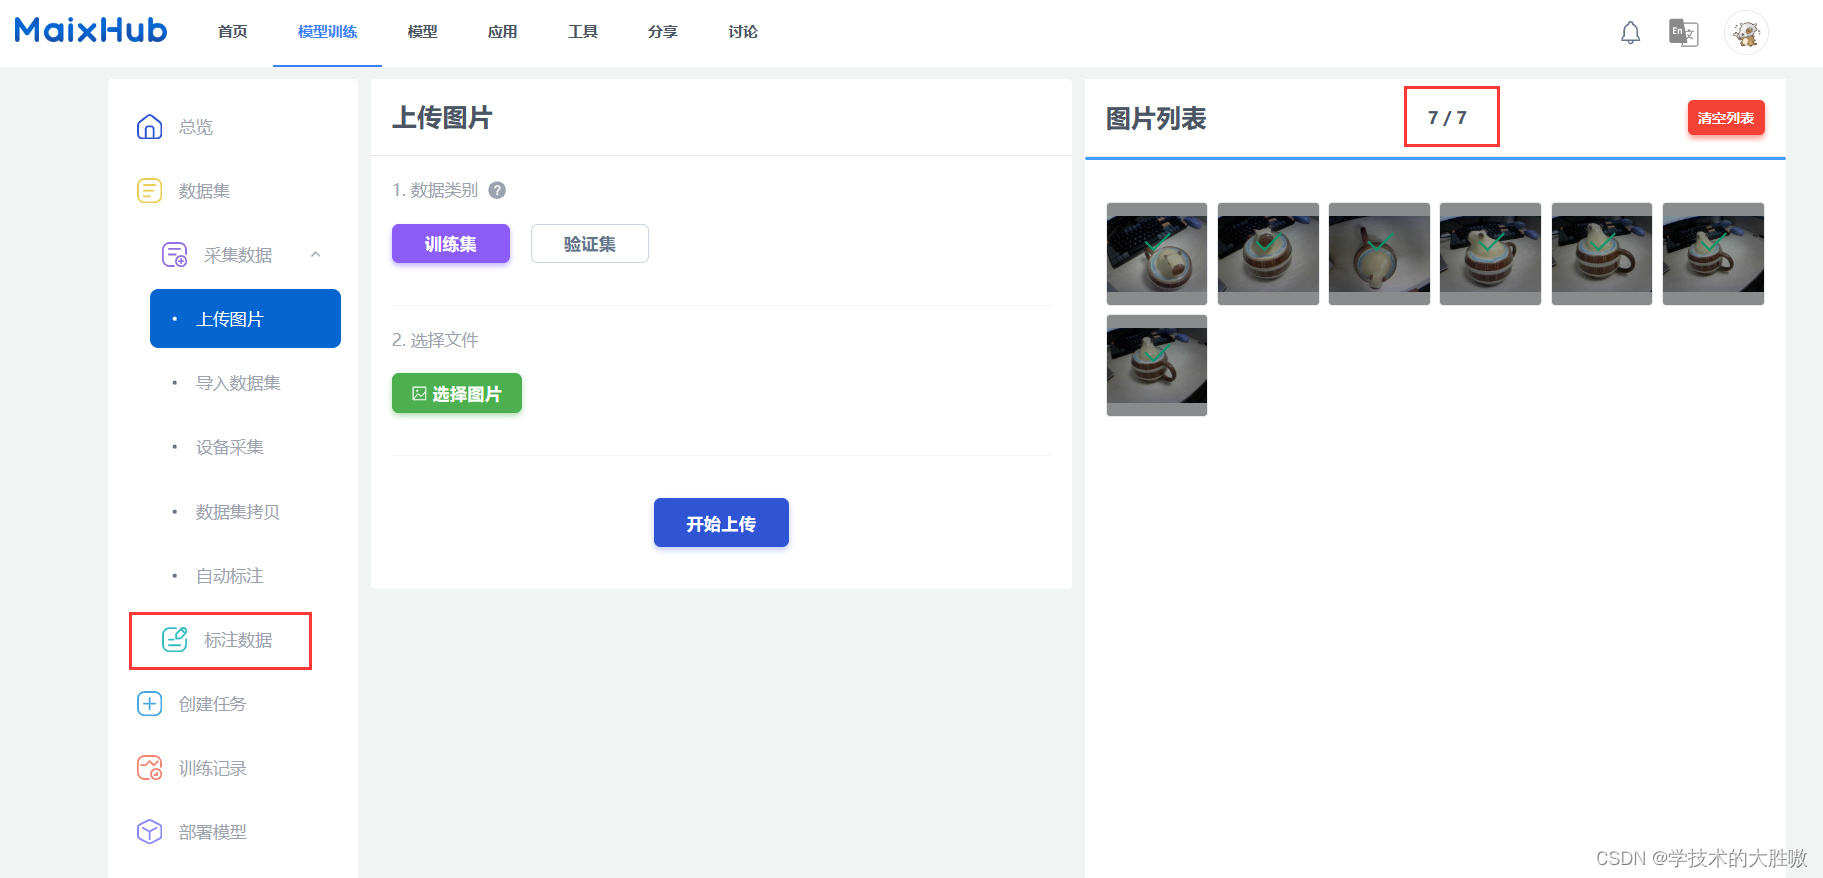 MaixHub
首页
模型训练
模型
应用
工具
分享
讨论
En 文
总览
数据集
采集数据
上传图片
导入数据集
设备采集
数据集拷贝
自动标注
标注数据
创建任务
训练记录
部署模型
上传图片
1. 数据类别 ?
训练集
验证集
2. 选择文件
选择图片
开始上传
图片列表
7 / 7
清空列表
CSDN @学技术的大胜嗷